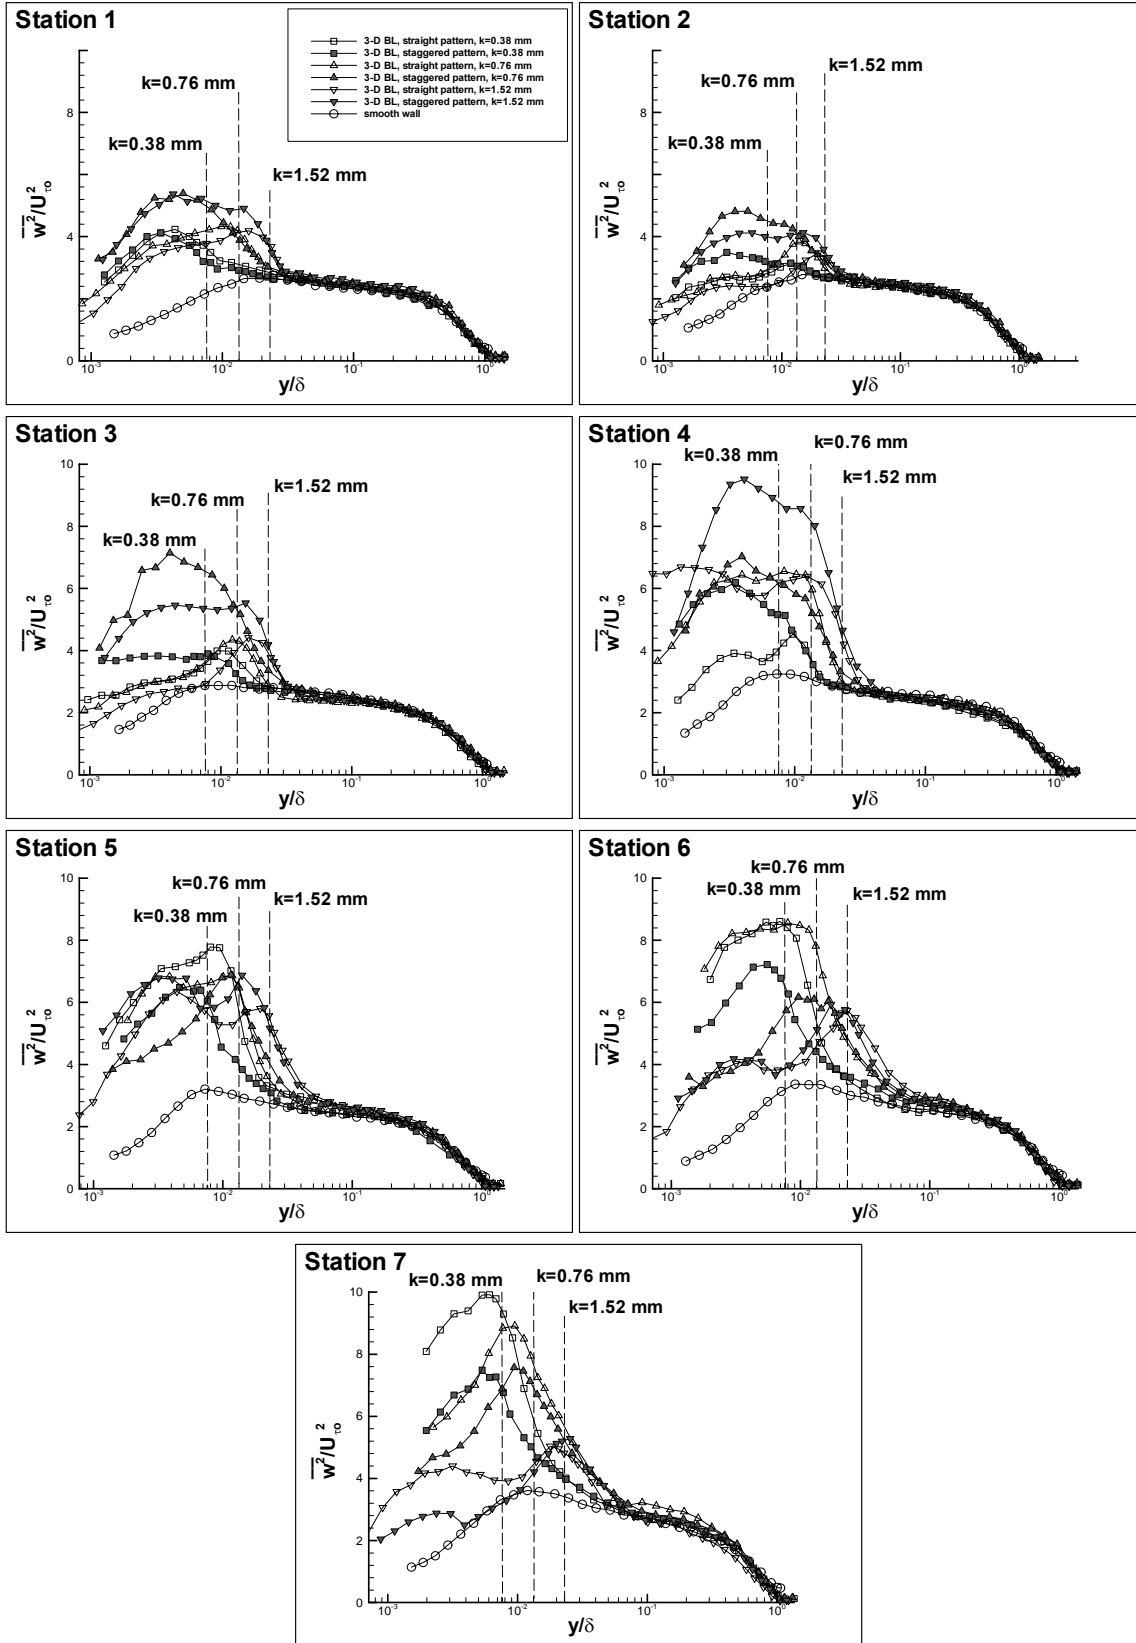 Station 1
3-D BL, straight pattern, k=0.38 mm
3-D BL, staggered pattern, k=0.38 mm
3-D BL, straight pattern, k=0.76 mm
3-D BL, staggered pattern, k=0.76 mm
3-D BL, straight pattern, k=1.52 mm
3-D BL, staggered pattern, k=1.52 mm
smooth wall
k=0.76 mm
k=0.38 mm
k=1.52 mm
w²/U²τo
8
4
0
10⁻³ 10⁻² 10⁻¹ 10⁰
y/δ
Station 2
k=1.52 mm
k=0.76 mm
k=0.38 mm
w²/U²τo
8
4
0
10⁻³ 10⁻² 10⁻¹ 10⁰
y/δ
Station 3
k=1.52 mm
k=0.76 mm
k=0.38 mm
w²/U²τo
10
8
6
4
2
0
10⁻³ 10⁻² 10⁻¹ 10⁰
y/δ
Station 4
k=0.76 mm
k=0.38 mm
k=1.52 mm
w²/U²τo
10
8
6
4
2
0
10⁻³ 10⁻² 10⁻¹ 10⁰
y/δ
Station 5
k=0.76 mm
k=1.52 mm
k=0.38 mm
w²/U²τo
10
8
6
4
2
0
10⁻³ 10⁻² 10⁻¹ 10⁰
y/δ
Station 6
k=0.76 mm
k=0.38 mm
k=1.52 mm
w²/U²τo
10
8
6
4
2
0
10⁻³ 10⁻² 10⁻¹ 10⁰
y/δ
Station 7
k=0.38 mm
k=0.76 mm
k=1.52 mm
w²/U²τo
10
8
6
4
2
0
10⁻³ 10⁻² 10⁻¹ 10⁰
y/δ